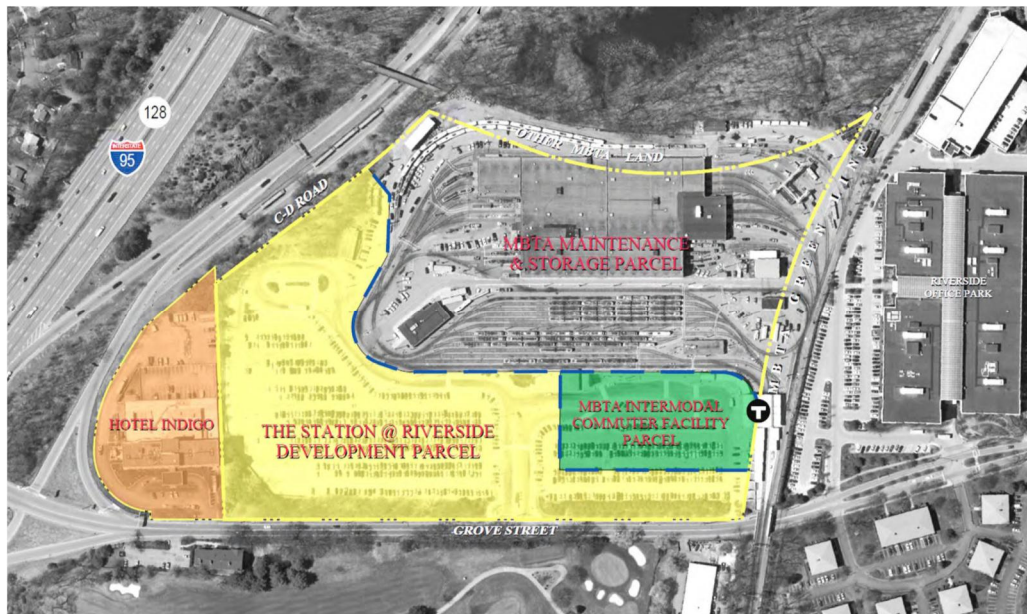 128
INTERSTATE
95
C-D ROAD
OTHER MBTA LAND
MBTA MAINTENANCE
& STORAGE PARCEL
MBTA GREEN LINE
RIVERSIDE
OFFICE PARK
HOTEL INDIGO
THE STATION @ RIVERSIDE
DEVELOPMENT PARCEL
MBTA INTERMODAL
COMMUTER FACILITY
PARCEL
T
GROVE STREET